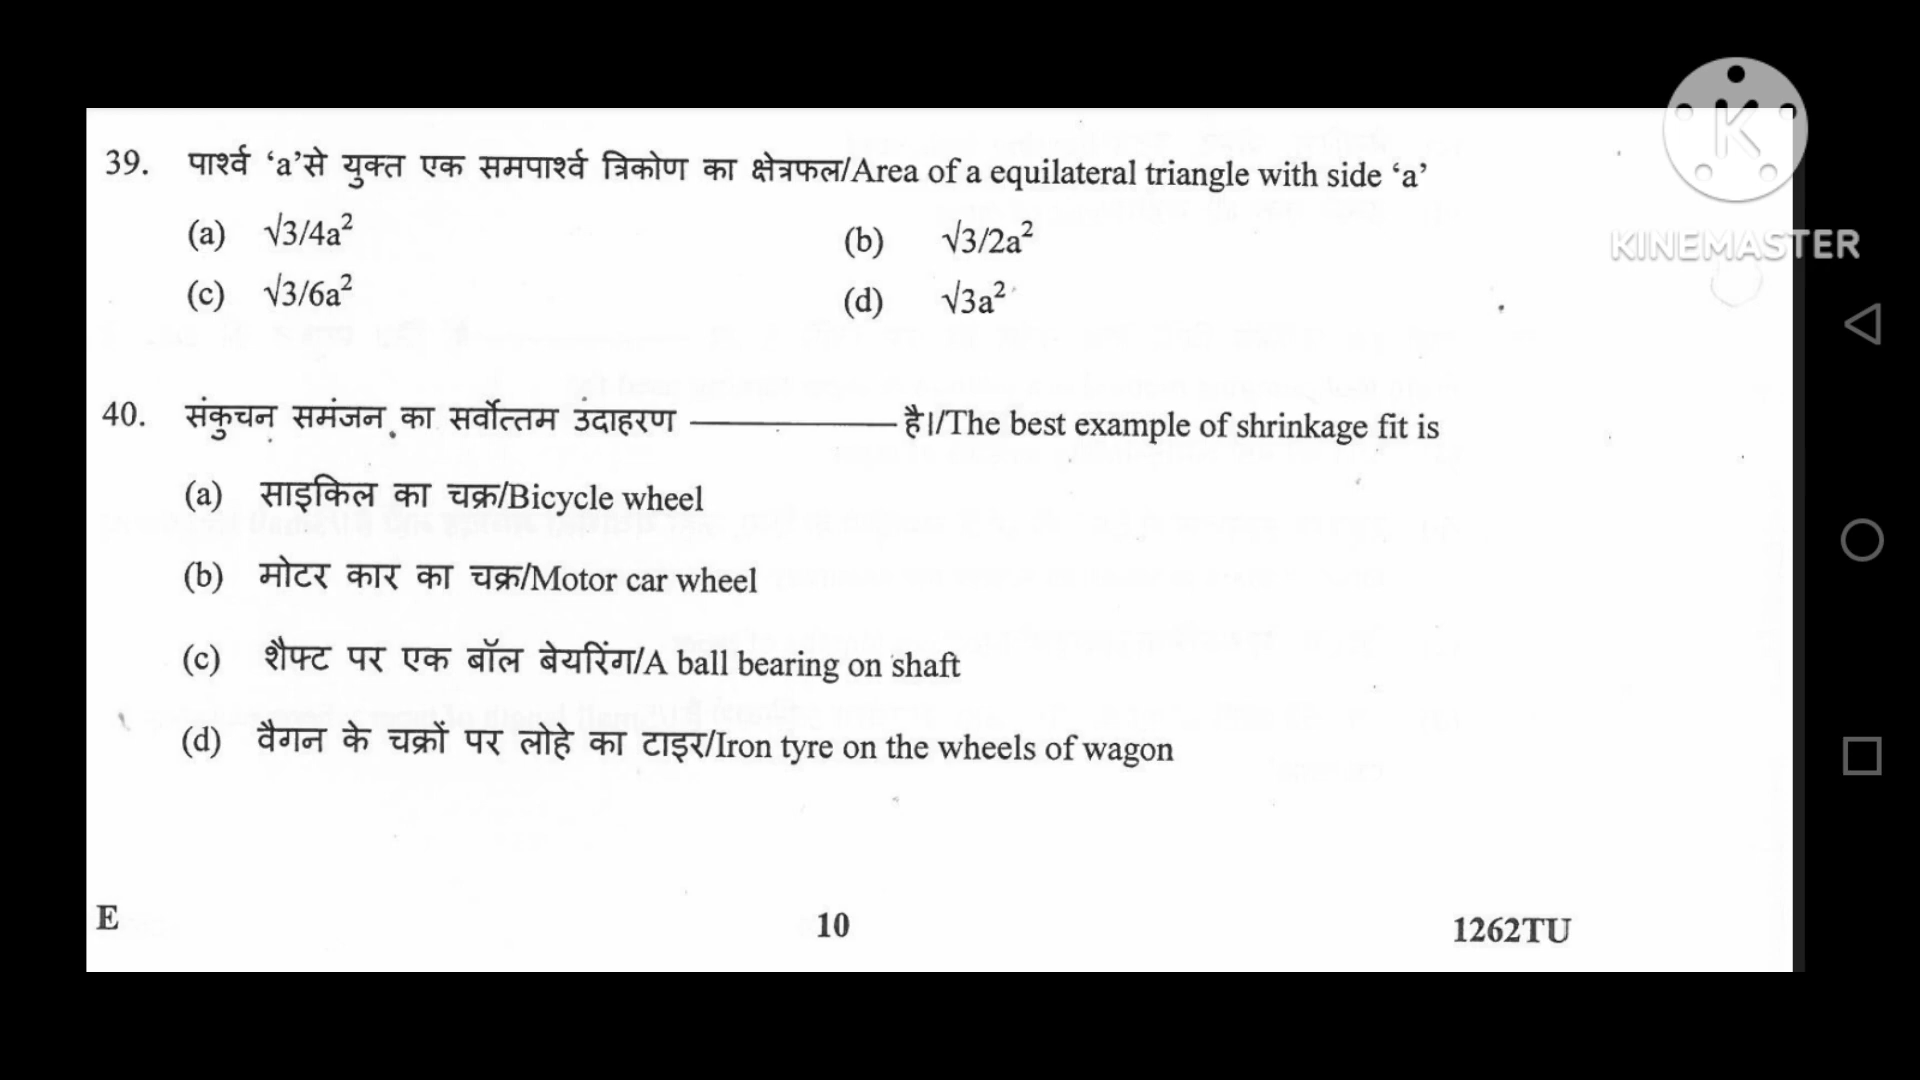 39. पार्श्व ‘a’से युक्त एक समपार्श्व त्रिकोण का क्षेत्रफल/Area of a equilateral triangle with side ‘a’
(a) √3/4a² (b) √3/2a²
(c) √3/6a² (d) √3a²
KINEMASTER
40. संकुचन समंजन का सर्वोत्तम उंदाहरण ———— है।/The best example of shrinkage fit is
(a) साइकिल का चक्र/Bicycle wheel
(b) मोटर कार का चक्र/Motor car wheel
(c) शैफ्ट पर एक बॉल बेयरिंग/A ball bearing on shaft
(d) वैगन के चक्रों पर लोहे का टाइर/Iron tyre on the wheels of wagon
E 10 1262TU